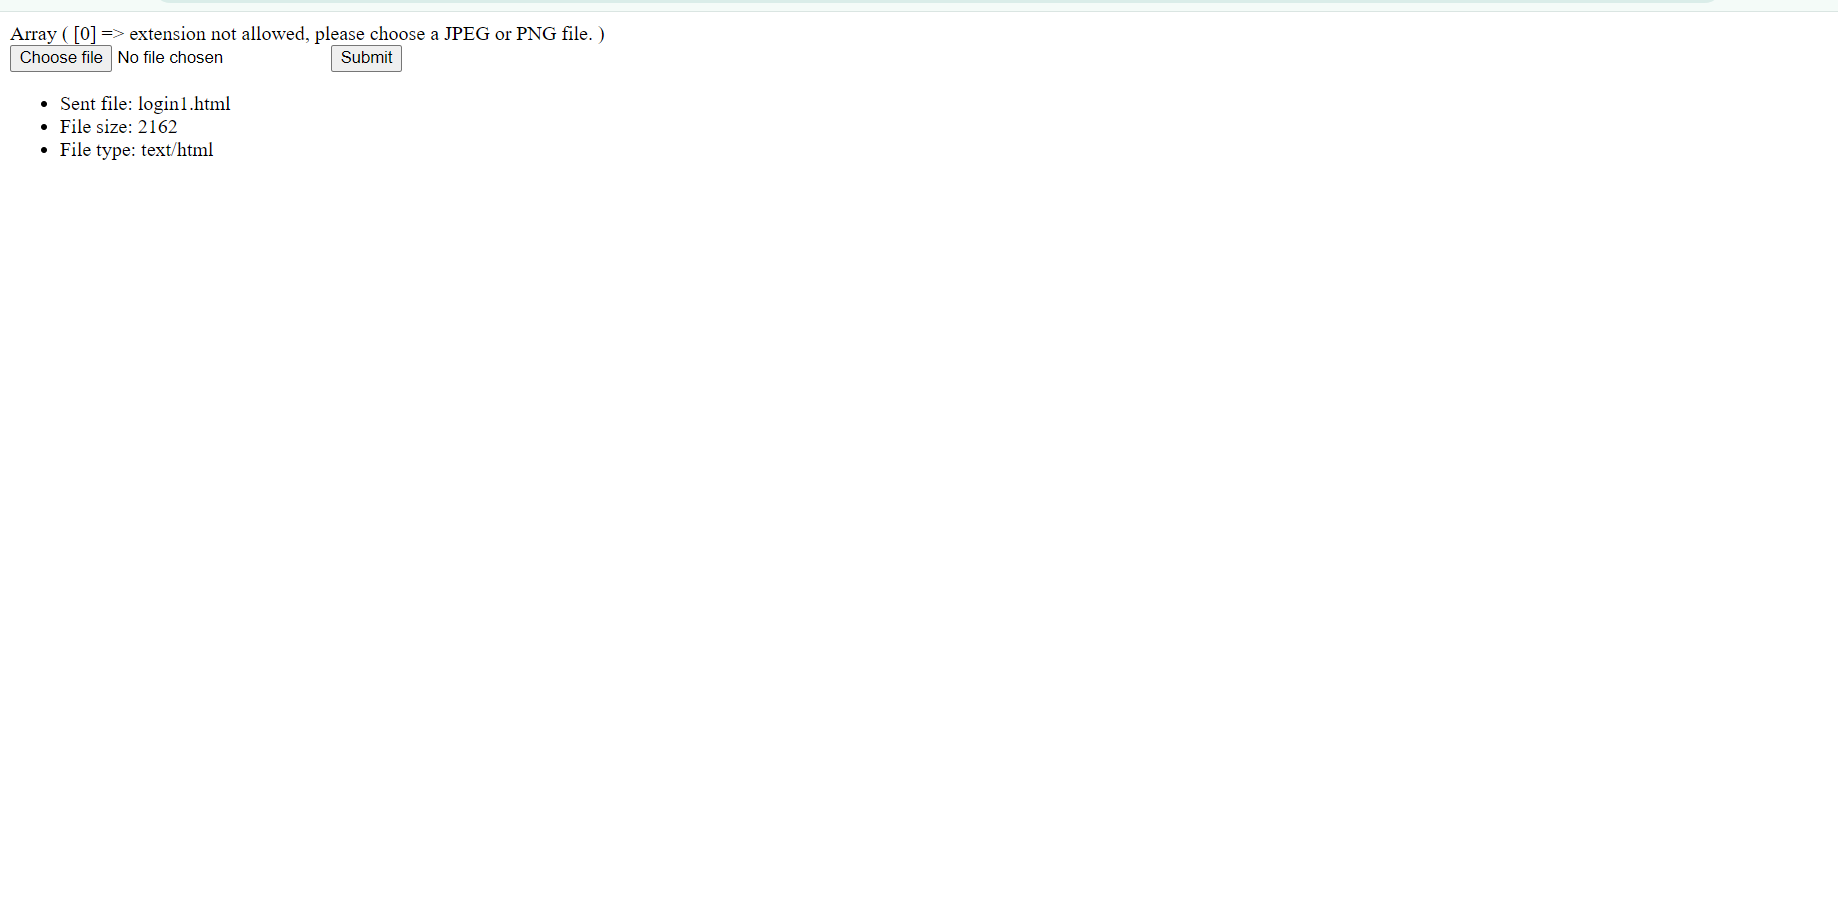 Array ( [0] => extension not allowed, please choose a JPEG or PNG file. )
Choose file No file chosen Submit
• Sent file: login1.html
• File size: 2162
• File type: text/html